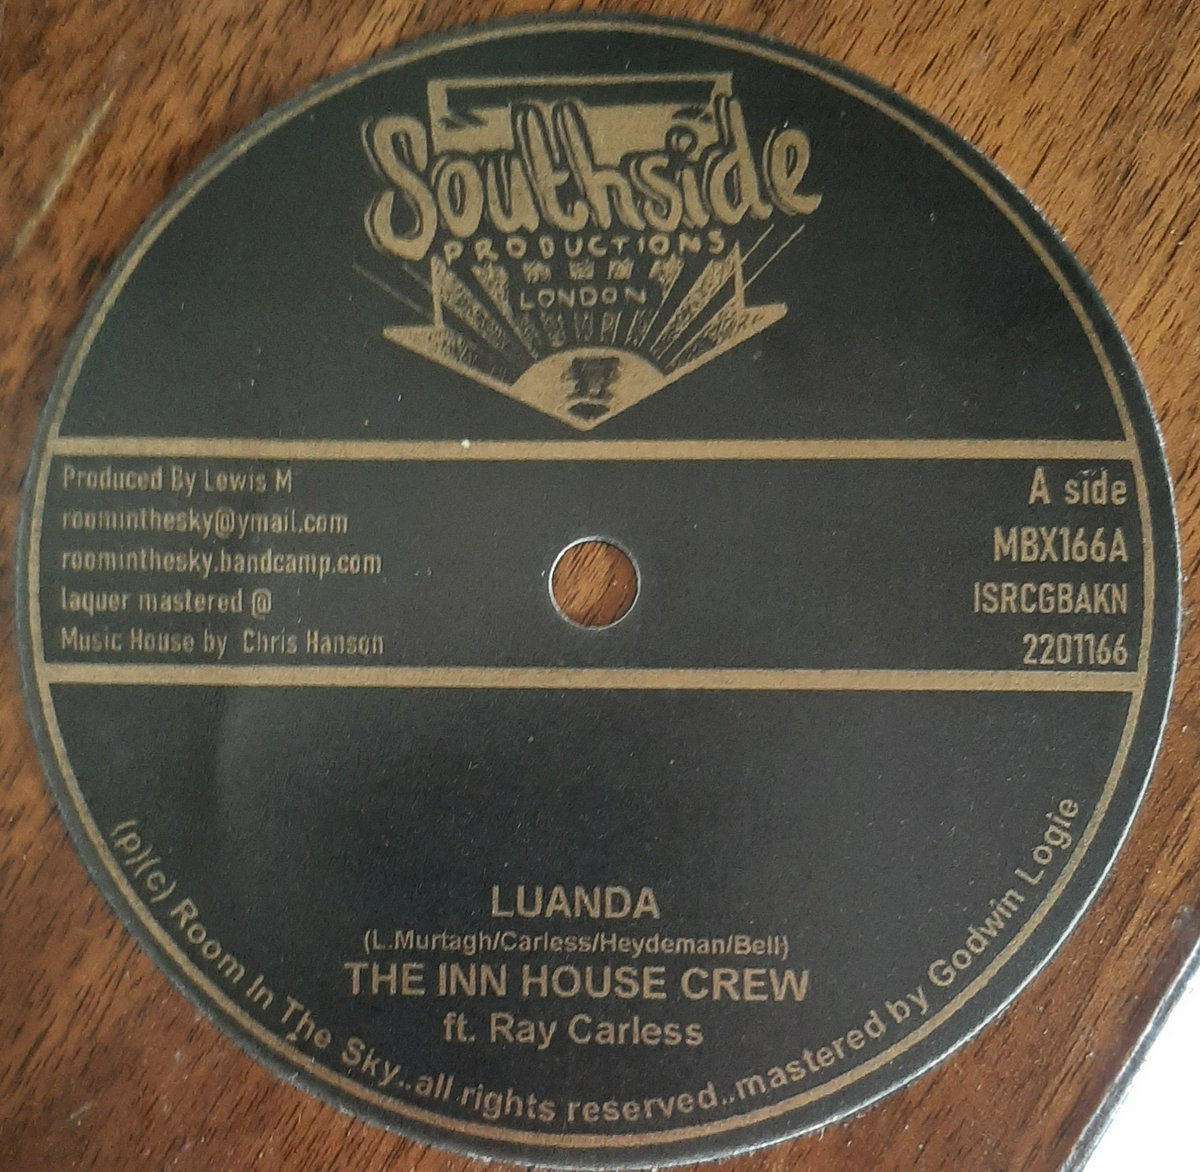 Southside
PRODUCTIONS
LONDON
Produced By Lewis M
roominthesky@ymail.com
roominthesky.bandcamp.com
laquer mastered @
Music House by Chris Hanson
A side
MBX166A
ISRCGBAKN
2201166
LUANDA
(L.Murtagh/Carless/Heydeman/Bell)
THE INN HOUSE CREW
ft. Ray Carless
(p)(c) Room In The Sky..all rights reserved..mastered by Godwin Logie